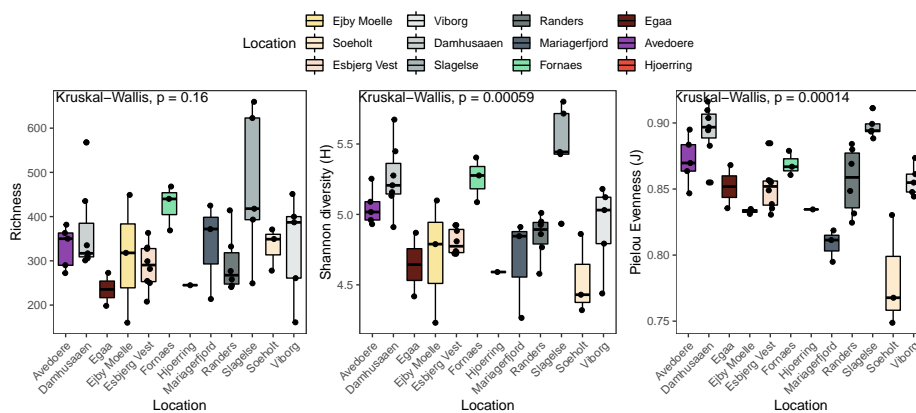 Location
Ejby Moelle
Soeholt
Esbjerg Vest
Viborg
Damhusaaen
Slagelse
Randers
Mariagerfjord
Fornaes
Egaa
Avedoere
Hjoerring
Kruskal−Wallis, p = 0.16
Richness
600
500
400
300
200
Avedoere
Damhusaaen
Egaa
Ejby Moelle
Esbjerg Vest
Fornaes
Hjoerring
Mariagerfjord
Randers
Slagelse
Soeholt
Viborg
Location
Kruskal−Wallis, p = 0.00059
Shannon diversity (H)
5.5
5.0
4.5
Avedoere
Damhusaaen
Egaa
Ejby Moelle
Esbjerg Vest
Fornaes
Hjoerring
Mariagerfjord
Randers
Slagelse
Soeholt
Viborg
Location
Kruskal−Wallis, p = 0.00014
Pielou Evenness (J)
0.90
0.85
0.80
0.75
Avedoere
Damhusaaen
Egaa
Ejby Moelle
Esbjerg Vest
Fornaes
Hjoerring
Mariagerfjord
Randers
Slagelse
Soeholt
Viborg
Location